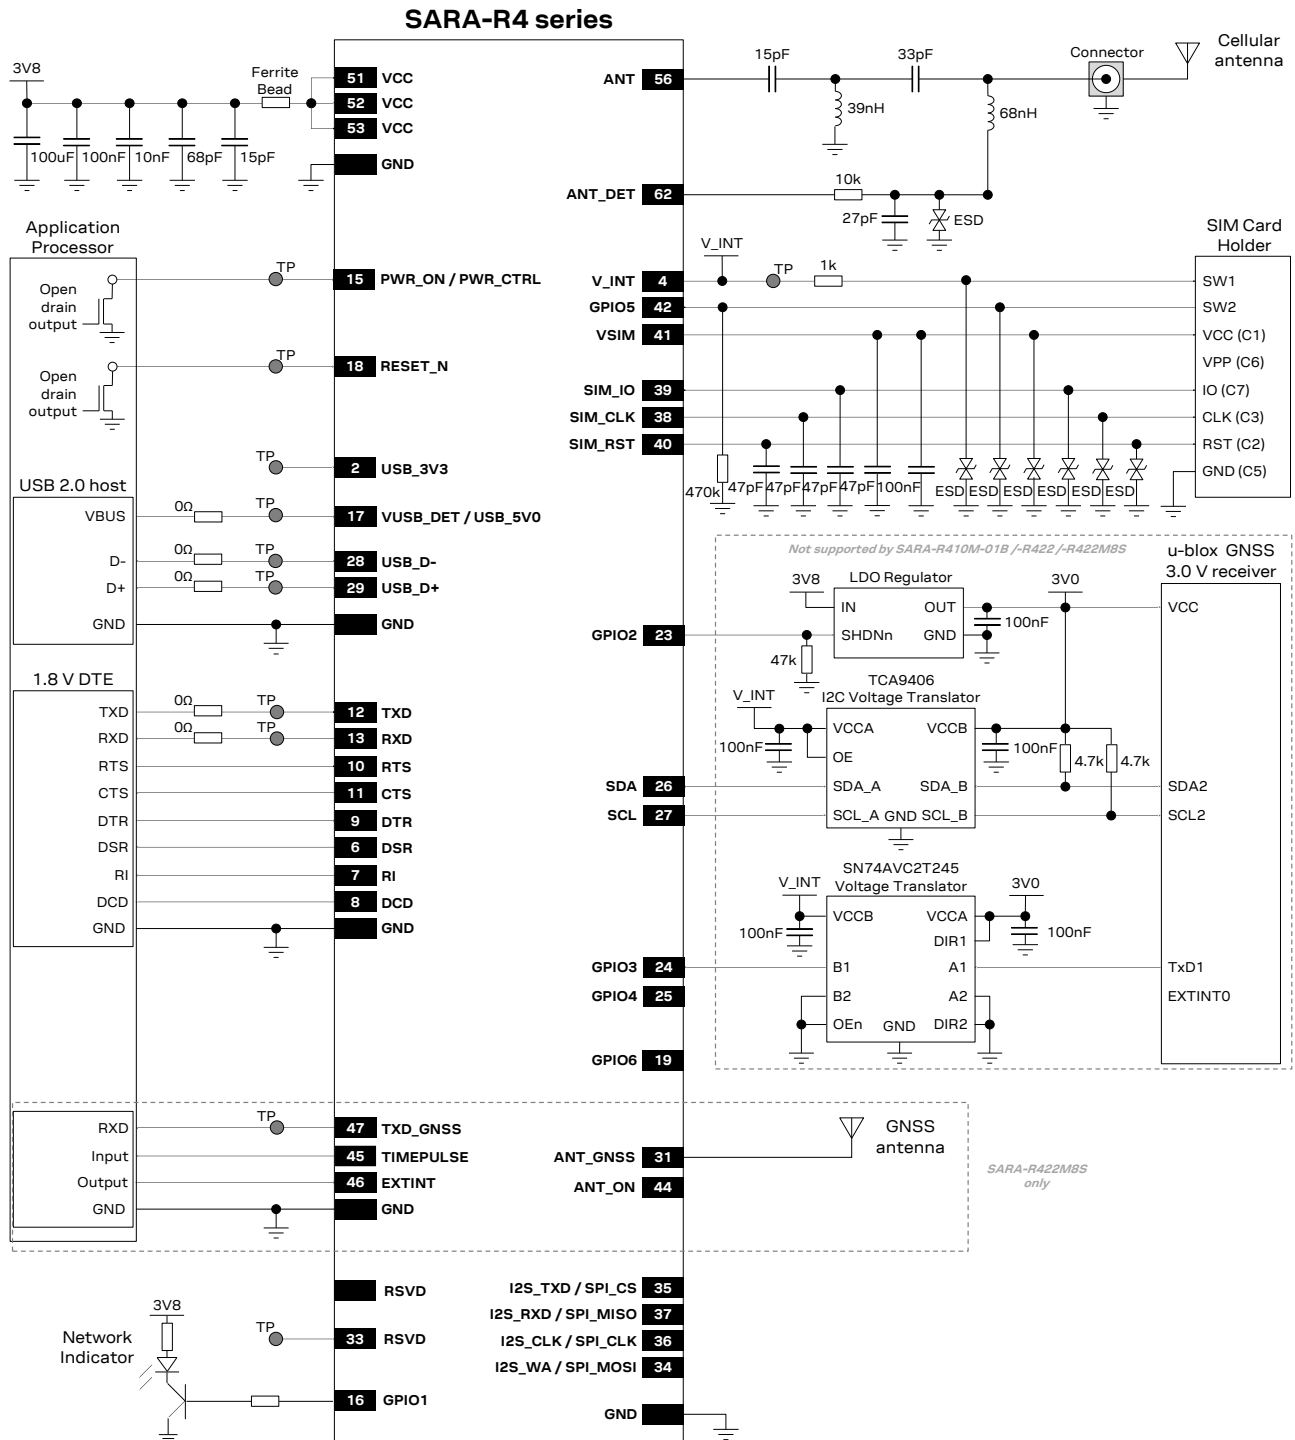 SARA-R4 series
3V8
Ferrite
Bead
100uF 100nF 10nF 68pF 15pF
51 VCC
52 VCC
53 VCC
GND
ANT 56
15pF
33pF
39nH
68nH
Connector
Cellular
antenna
ANT_DET 62
10k
27pF
ESD
Application
Processor
Open
drain
output
TP
15 PWR_ON / PWR_CTRL
Open
drain
output
TP
18 RESET_N
TP
2 USB_3V3
USB 2.0 host
VBUS 0Ω TP 17 VUSB_DET / USB_5V0
D- 0Ω TP 28 USB_D-
D+ 0Ω TP 29 USB_D+
GND GND
SIM Card
Holder
V_INT
V_INT 4 TP 1k SW1
GPIO5 42 SW2
VSIM 41 VCC (C1)
VPP (C6)
SIM_IO 39 IO (C7)
SIM_CLK 38 CLK (C3)
SIM_RST 40 RST (C2)
GND (C5)
470k 47pF 47pF 47pF 47pF 100nF ESD ESD ESD ESD ESD ESD
1.8 V DTE
TXD 0Ω TP 12 TXD
RXD 0Ω TP 13 RXD
RTS 10 RTS
CTS 11 CTS
DTR 9 DTR
DSR 6 DSR
RI 7 RI
DCD 8 DCD
GND GND
Not supported by SARA-R410M-01B /-R422 /-R422M8S
u-blox GNSS
3.0 V receiver
3V8
LDO Regulator
3V0
IN OUT
VCC
100nF
GPIO2 23
SHDNn GND
47k
TCA9406
I2C Voltage Translator
V_INT
VCCA VCCB
100nF
100nF
OE
4.7k 4.7k
SDA 26 SDA_A SDA_B SDA2
SCL 27 SCL_A GND SCL_B SCL2
SN74AVC2T245
Voltage Translator
V_INT
3V0
VCCB VCCA
100nF
100nF
DIR1
GPIO3 24 B1 A1 TxD1
GPIO4 25 B2 A2 EXTINT0
OEn GND DIR2
GPIO6 19
RXD TP 47 TXD_GNSS
Input 45 TIMEPULSE
Output 46 EXTINT
GND GND
ANT_GNSS 31
ANT_ON 44
GNSS
antenna
SARA-R422M8S
only
RSVD
TP 33 RSVD
3V8
Network
Indicator
16 GPIO1
I2S_TXD / SPI_CS 35
I2S_RXD / SPI_MISO 37
I2S_CLK / SPI_CLK 36
I2S_WA / SPI_MOSI 34
GND